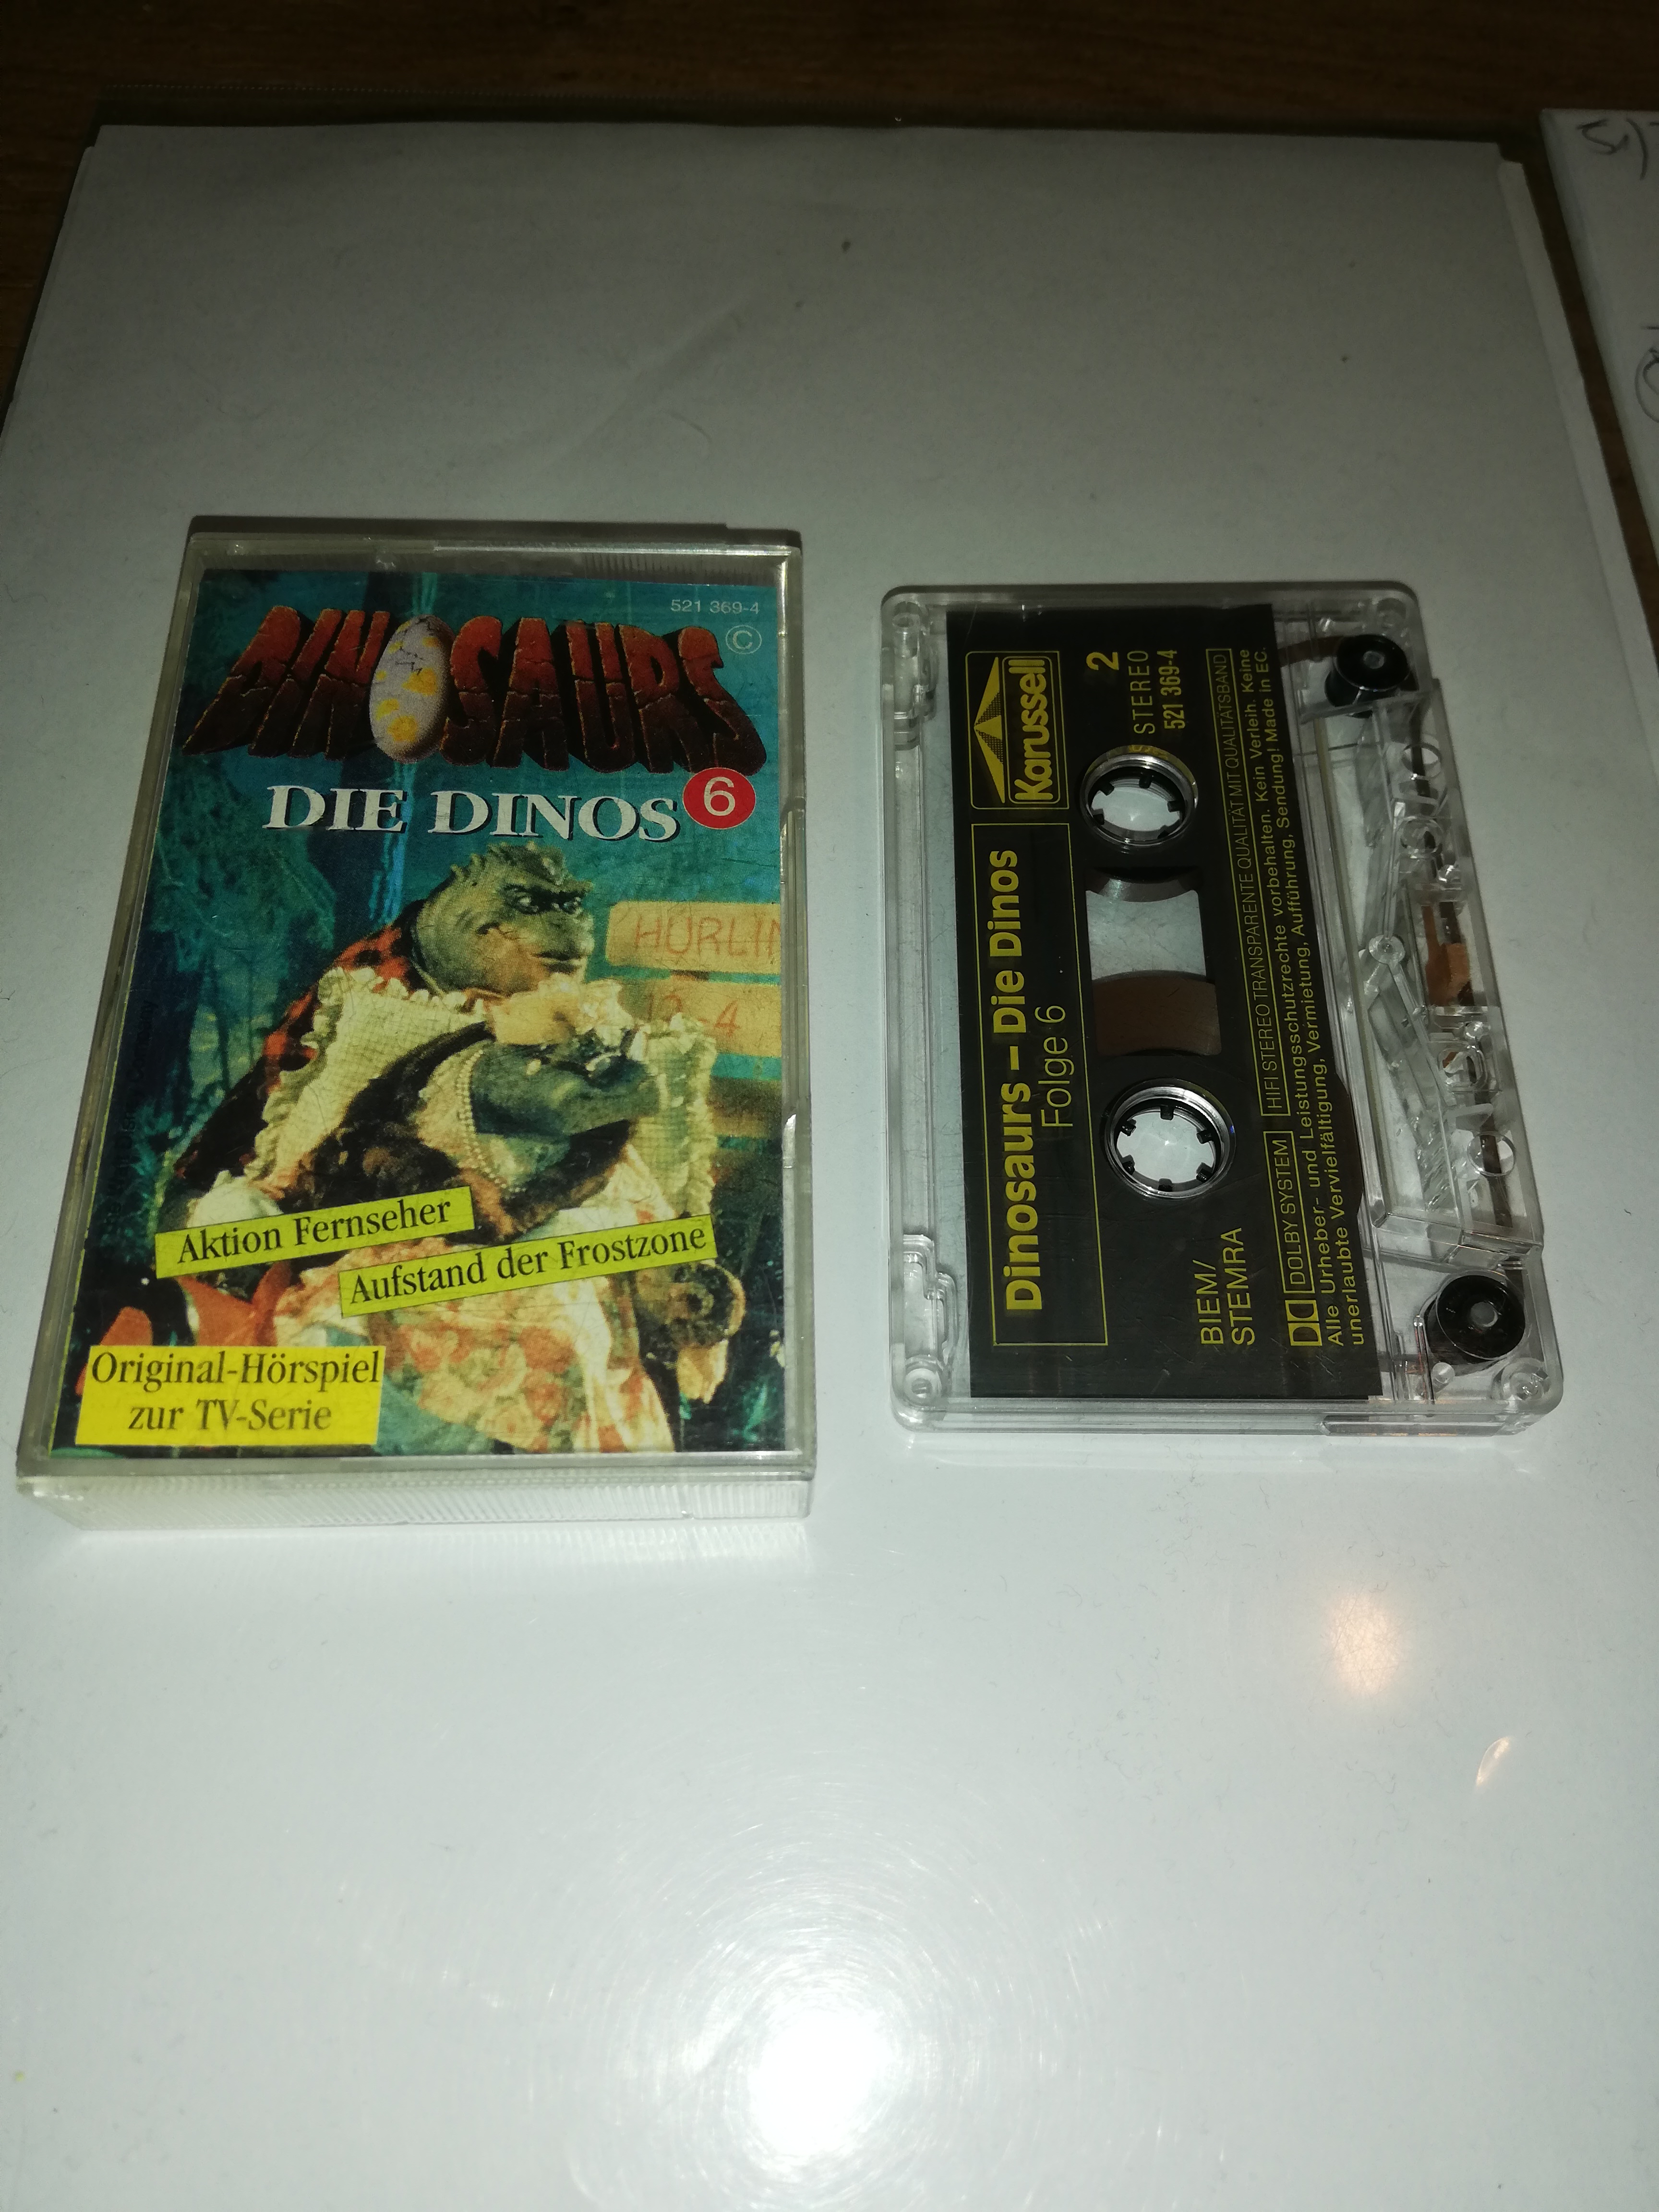 521 369-4
©
DINOSAURS
DIE DINOS 6
HÜRLIN
12-4
Aktion Fernseher
Aufstand der Frostzone
Original-Hörspiel
zur TV-Serie
Karussell
2
STEREO
521 369-4
Dinosaurs – Die Dinos
Folge 6
BIEM/
STEMRA
DOLBY SYSTEM HIFI STEREO TRANSPARENTE QUALITÄT MIT QUALITÄTSBAND
Alle Urheber- und Leistungsschutzrechte vorbehalten. Kein Verleih. Keine
unerlaubte Vervielfältigung, Vermietung, Aufführung, Sendung! Made in EC.